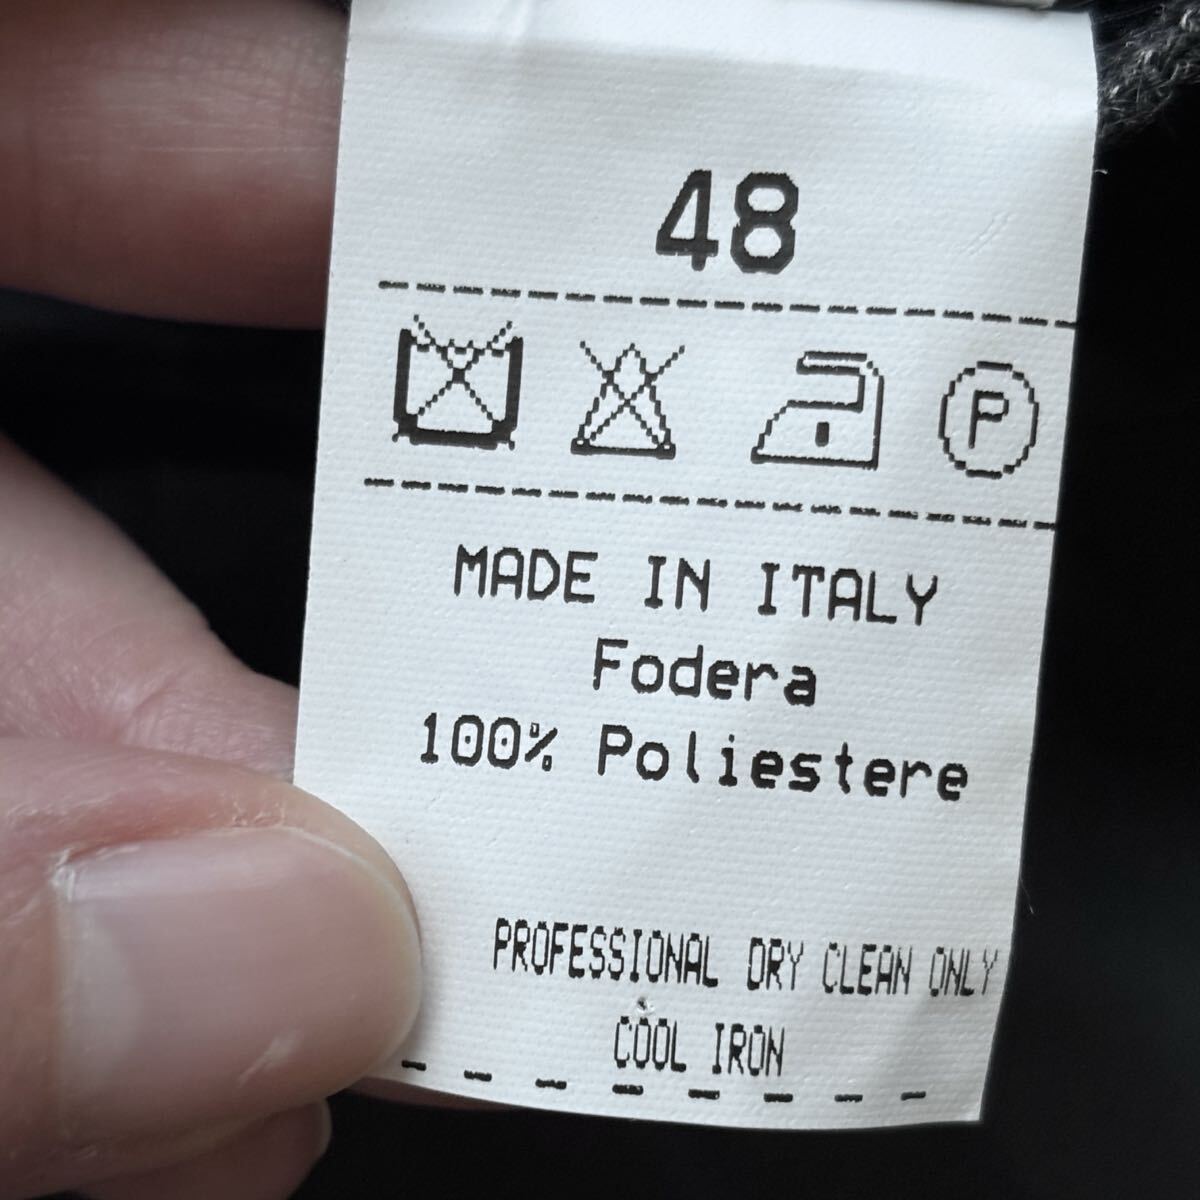 48
P
MADE IN ITALY
Fodera
100% Poliestere
PROFESSIONAL DRY CLEAN ONLY
COOL IRON